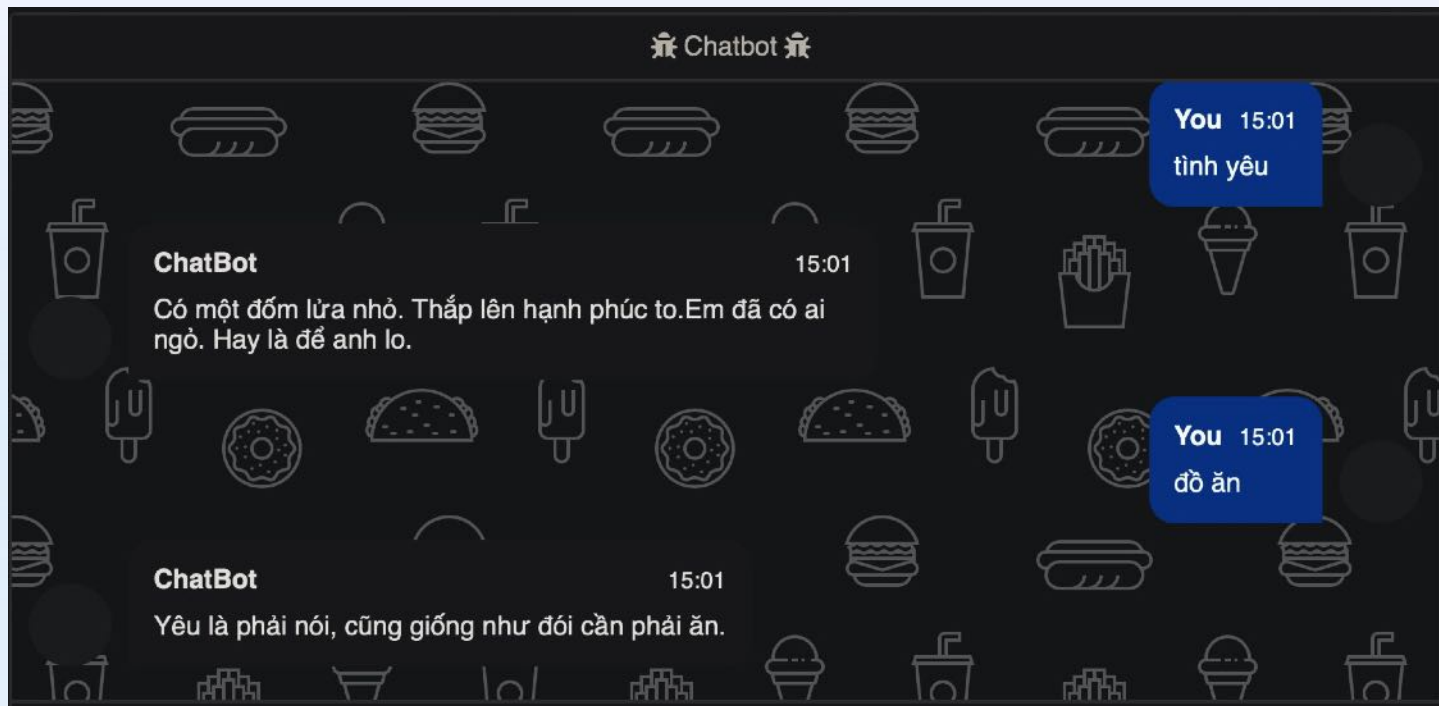 Chatbot
You 15:01
tình yêu
ChatBot 15:01
Có một đốm lửa nhỏ. Thắp lên hạnh phúc to.Em đã có ai
ngỏ. Hay là để anh lo.
You 15:01
đồ ăn
ChatBot 15:01
Yêu là phải nói, cũng giống như đói cần phải ăn.